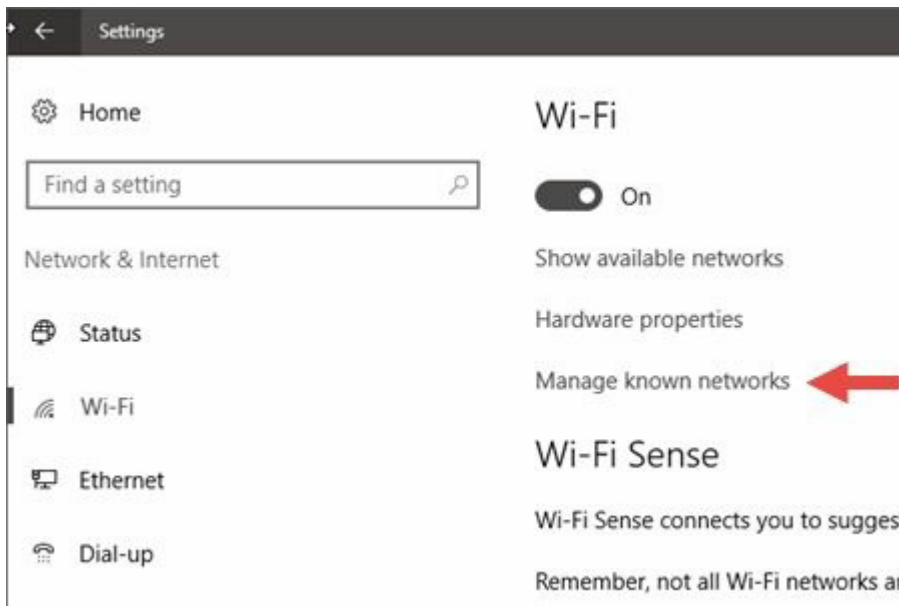 Settings
Home
Find a setting
Network & Internet
Status
Wi-Fi
Ethernet
Dial-up
Wi-Fi
On
Show available networks
Hardware properties
Manage known networks
Wi-Fi Sense
Wi-Fi Sense connects you to sugges
Remember, not all Wi-Fi networks a